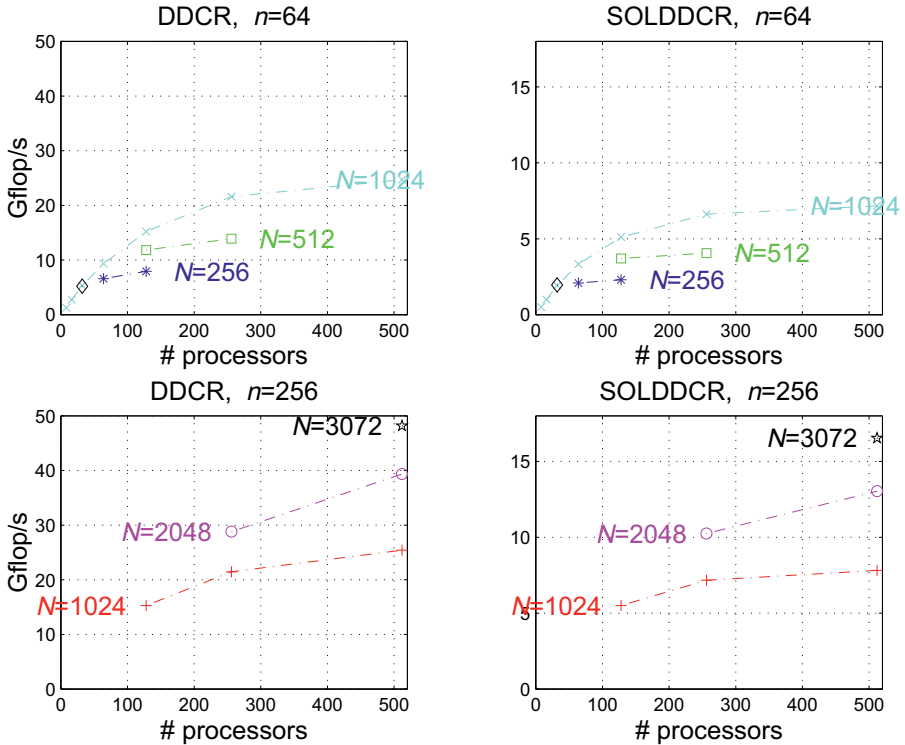 DDCR, n=64
50
40
30
20
10
0
Gflop/s
N=1024
N=512
N=256
0 100 200 300 400 500
# processors
SOLDDCR, n=64
15
10
5
0
N=1024
N=512
N=256
0 100 200 300 400 500
# processors
DDCR, n=256
50
40
30
20
10
0
Gflop/s
N=3072
N=2048
N=1024
0 100 200 300 400 500
# processors
SOLDDCR, n=256
15
10
5
0
N=3072
N=2048
N=1024
0 100 200 300 400 500
# processors